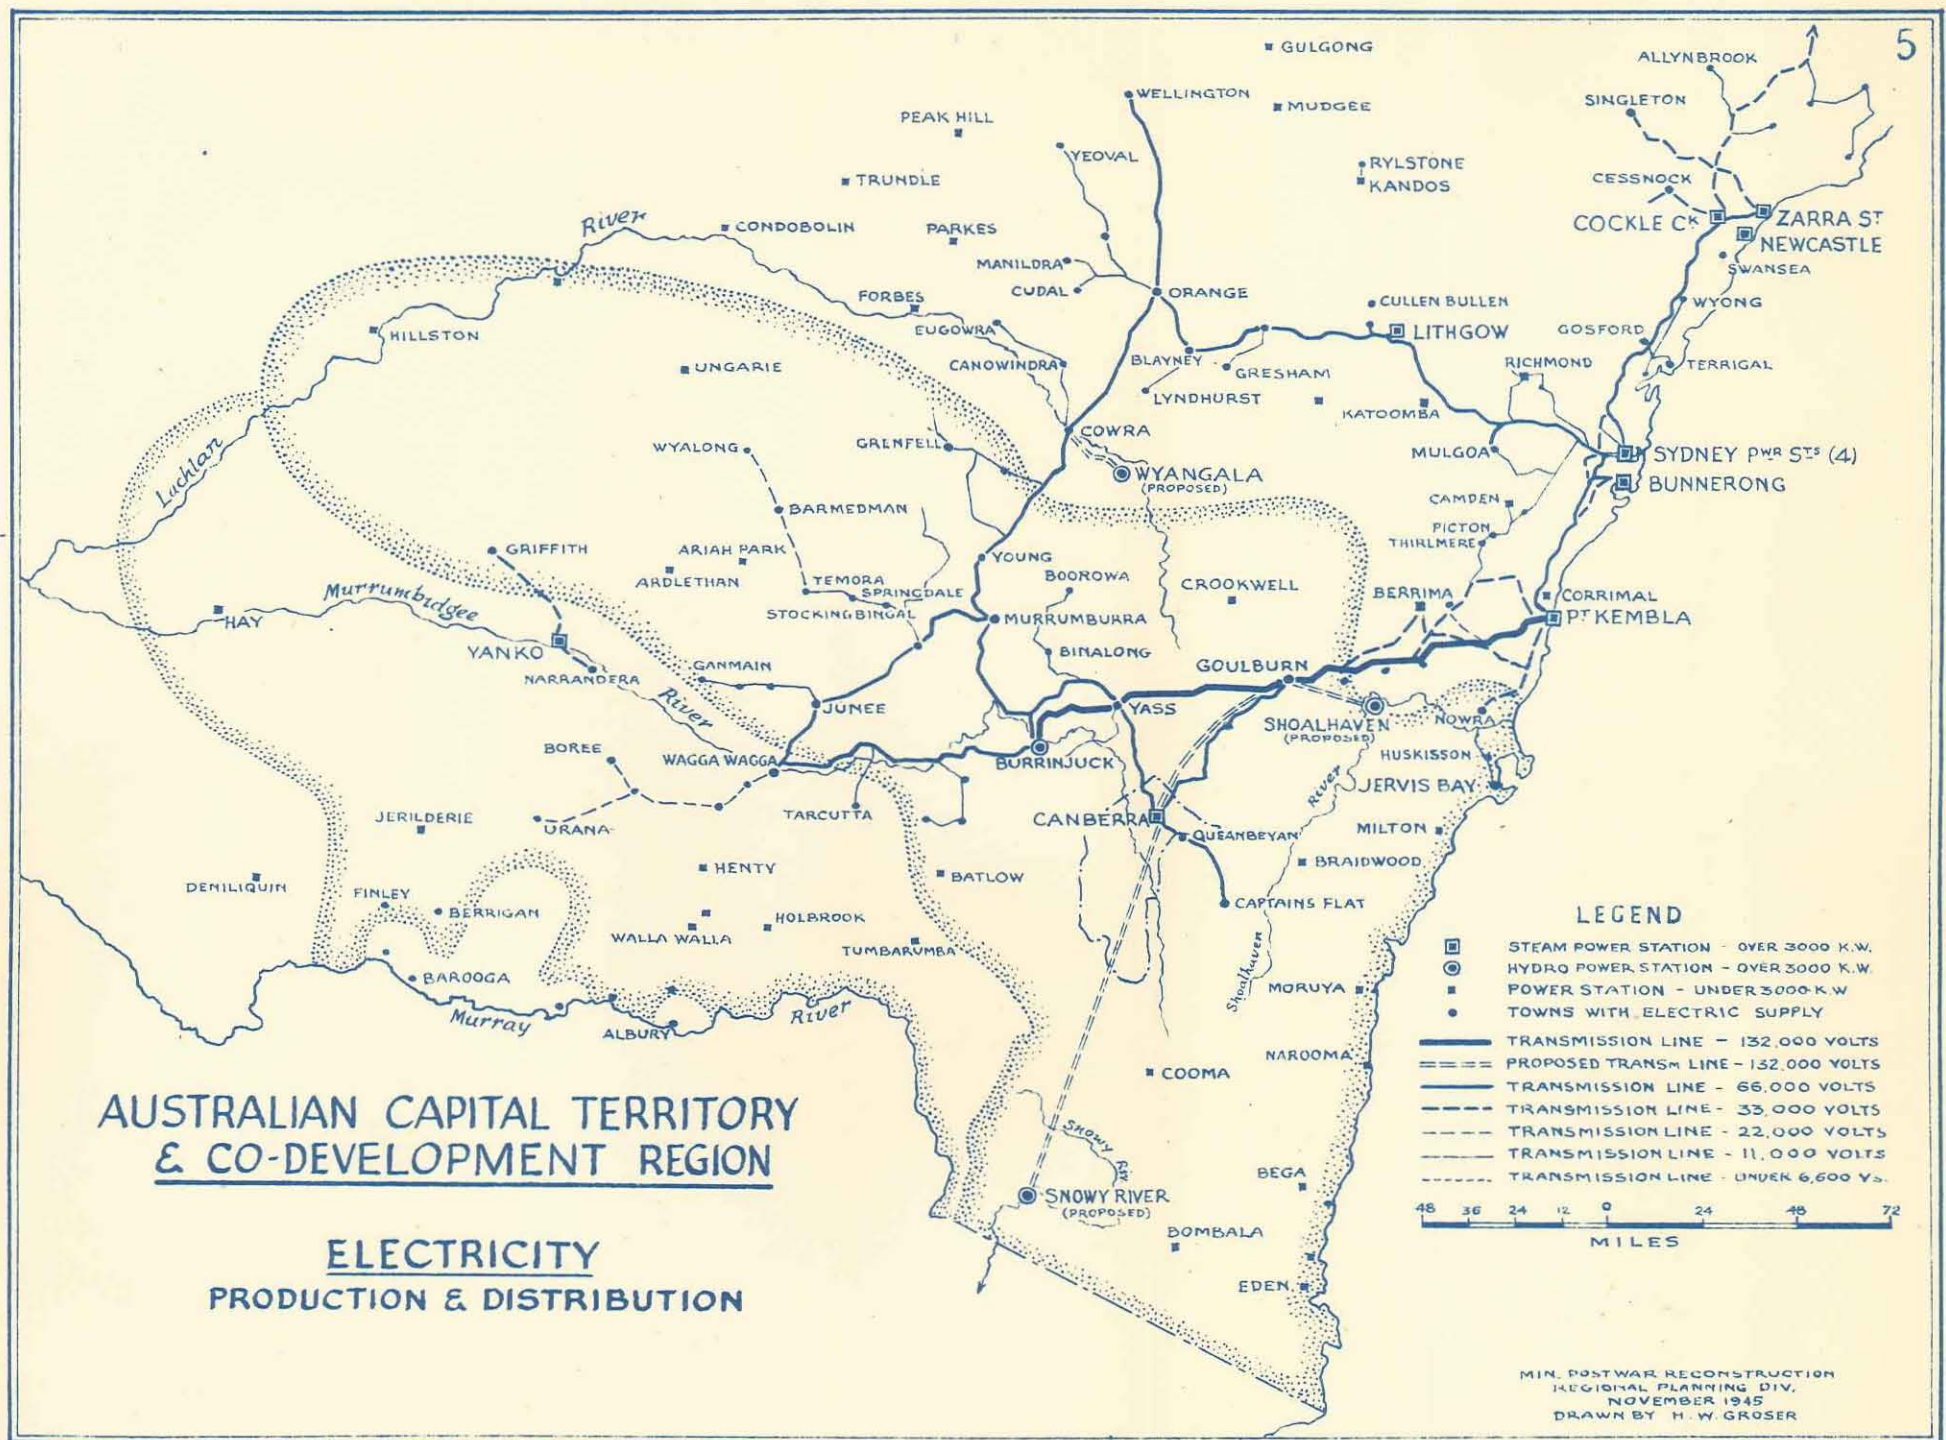 5
GULGONG
ALLYNBROOK
WELLINGTON
MUDGEE
SINGLETON
PEAK HILL
YEOVAL
RYLSTONE
KANDOS
TRUNDLE
CESSNOCK
COCKLE CK
ZARRA ST
NEWCASTLE
River
CONDOBOLIN
PARKES
MANILDRA
SWANSEA
CUDAL
ORANGE
FORBES
CULLEN BULLEN
WYONG
HILLSTON
EUGOWRA
LITHGOW
GOSFORD
UNGARIE
CANOWINDRA
BLAYNEY
GRESHAM
RICHMOND
TERRIGAL
LYNDHURST
KATOOMBA
Lachlan
WYALONG
GRENFELL
COWRA
MULGOA
SYDNEY PWR STS (4)
WYANGALA
(PROPOSED)
BUNNERONG
BARMEDMAN
CAMDEN
PICTON
THIRLMERE
GRIFFITH
ARIAH PARK
YOUNG
ARDLETHAN
TEMORA
BOOROWA
CROOKWELL
SPRINGDALE
BERRIMA
CORRIMAL
Murrumbidgee
STOCKINGBINGAL
MURRUMBURRA
PT KEMBLA
HAY
YANKO
BINALONG
GANMAIN
GOULBURN
NARRANDERA
River
JUNEE
YASS
SHOALHAVEN
(PROPOSED)
NOWRA
BOREE
WAGGA WAGGA
BURRINJUCK
HUSKISSON
River
JERVIS BAY
JERILDERIE
URANA
TARCUTTA
CANBERRA
QUEANBEYAN
MILTON
HENTY
BATLOW
BRAIDWOOD
DENILIQUIN
FINLEY
BERRIGAN
HOLBROOK
CAPTAINS FLAT
WALLA WALLA
TUMBARUMBA
BAROOGA
Shoalhaven
MORUYA
Murray
ALBURY
River
NAROOMA
COOMA
Snowy
RIV
SNOWY RIVER
(PROPOSED)
BEGA
BOMBALA
EDEN
AUSTRALIAN CAPITAL TERRITORY
& CO-DEVELOPMENT REGION
ELECTRICITY
PRODUCTION & DISTRIBUTION
LEGEND
STEAM POWER STATION - OVER 3000 K.W.
HYDRO POWER STATION - OVER 3000 K.W.
POWER STATION - UNDER 3000 K.W
TOWNS WITH ELECTRIC SUPPLY
TRANSMISSION LINE - 132,000 VOLTS
PROPOSED TRANSM LINE - 132,000 VOLTS
TRANSMISSION LINE - 66,000 VOLTS
TRANSMISSION LINE - 33,000 VOLTS
TRANSMISSION LINE - 22,000 VOLTS
TRANSMISSION LINE - 11,000 VOLTS
TRANSMISSION LINE - UNDER 6,600 VS.
48 36 24 12 0 24 48 72
MILES
MIN. POSTWAR RECONSTRUCTION
REGIONAL PLANNING DIV.
NOVEMBER 1945
DRAWN BY H. W. GROSER